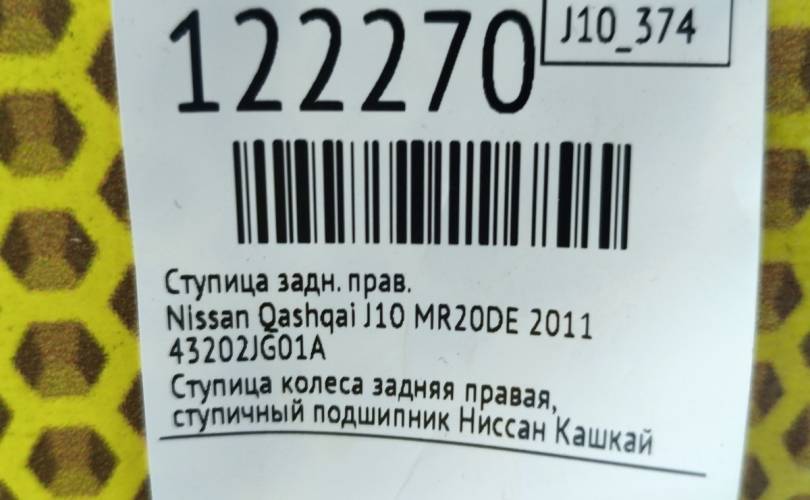 122270
J10_374
Ступица задн. прав.
Nissan Qashqai J10 MR20DE 2011
43202JG01A
Ступица колеса задняя правая,
ступичный подшипник Ниссан Кашкай